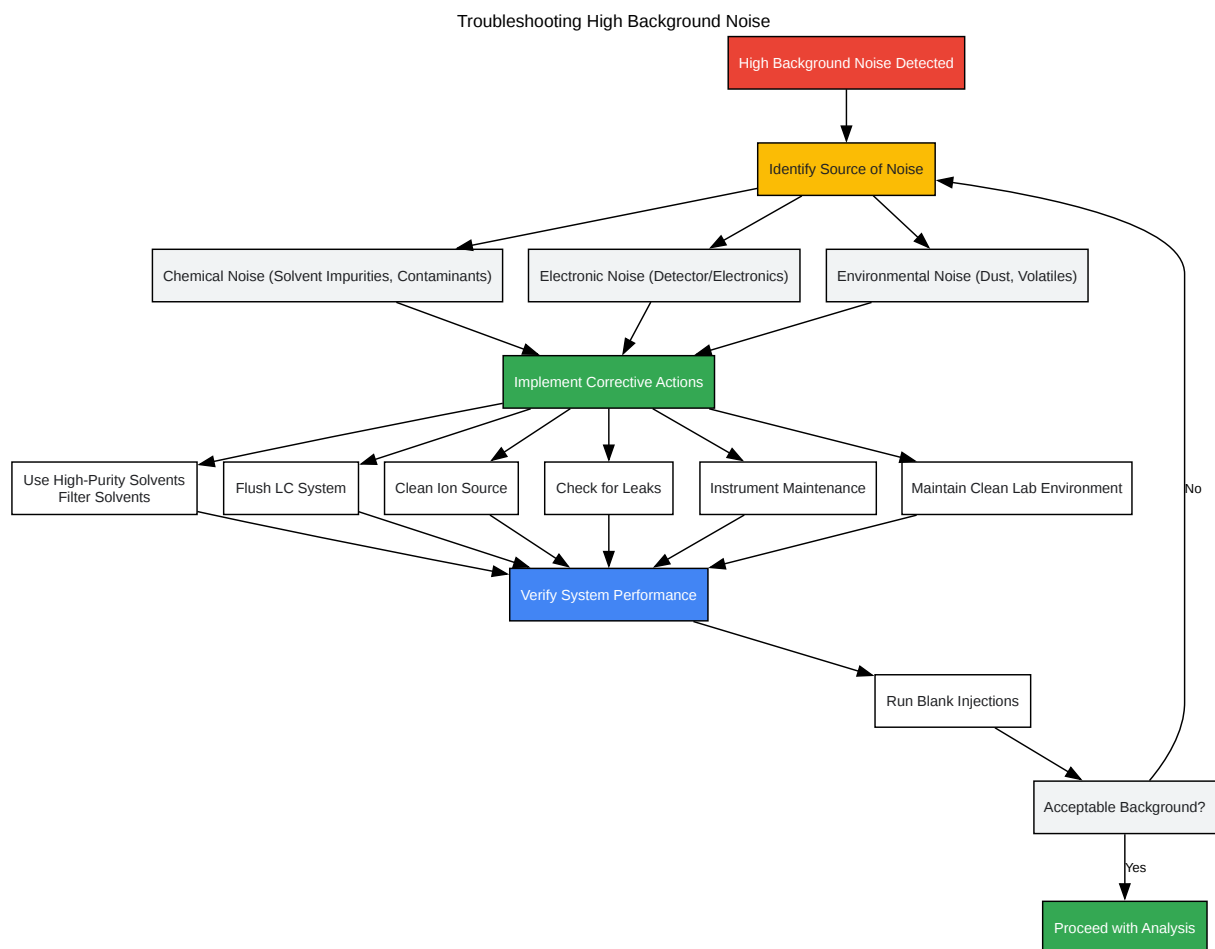 Troubleshooting High Background Noise
High Background Noise Detected
Identify Source of Noise
Chemical Noise (Solvent Impurities, Contaminants)
Electronic Noise (Detector/Electronics)
Environmental Noise (Dust, Volatiles)
Implement Corrective Actions
Use High-Purity Solvents
Filter Solvents
Flush LC System
Clean Ion Source
Check for Leaks
Instrument Maintenance
Maintain Clean Lab Environment
No
Verify System Performance
Run Blank Injections
Acceptable Background?
Yes
Proceed with Analysis